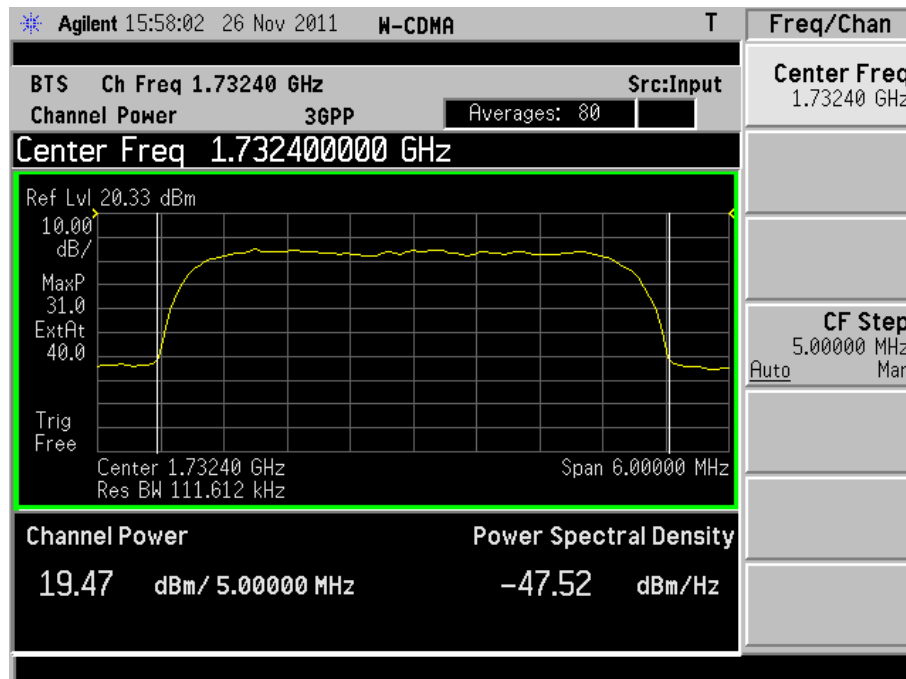 Agilent 15:58:02 26 Nov 2011 W-CDMA T
Freq/Chan
BTS Ch Freq 1.73240 GHz Src:Input
Channel Power 3GPP Averages: 80
Center Freq 1.732400000 GHz
Ref Lvl 20.33 dBm
10.00
dB/
MaxP
31.0
ExtAt
40.0
Trig
Free
Center 1.73240 GHz Span 6.00000 MHz
Res BW 111.612 kHz
Channel Power Power Spectral Density
19.47 dBm/ 5.00000 MHz -47.52 dBm/Hz
Center Freq
1.73240 GHz
CF Step
5.00000 MHz
Auto Man